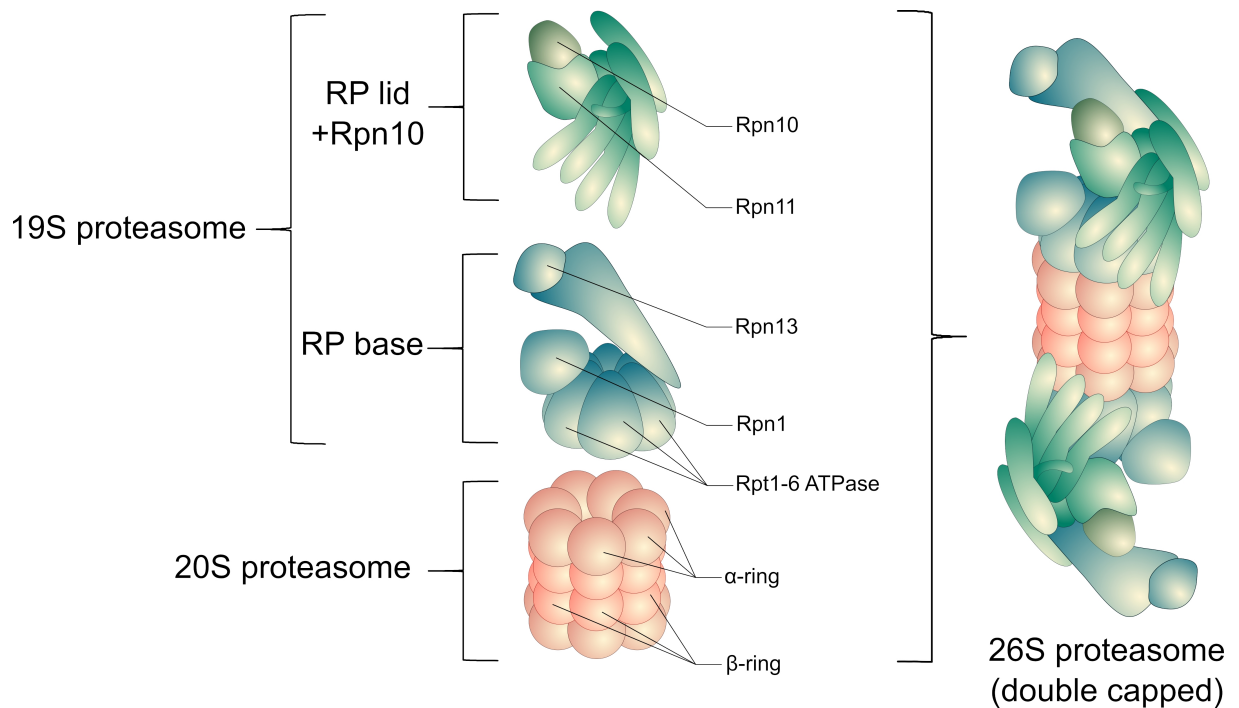 RP lid
+Rpn10
Rpn10
Rpn11
19S proteasome
Rpn13
RP base
Rpn1
Rpt1-6 ATPase
20S proteasome
α-ring
β-ring
26S proteasome
(double capped)